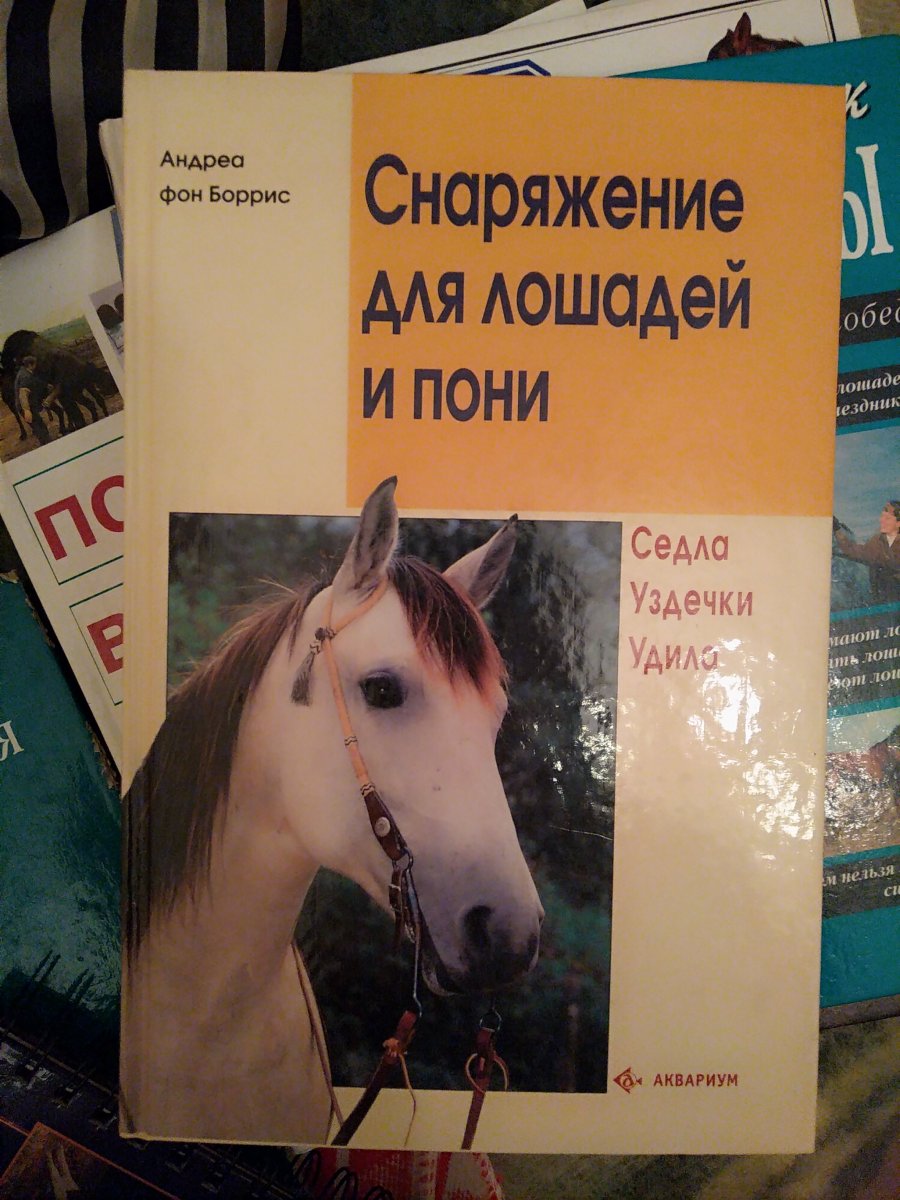 Андреа
фон Боррис
Снаряжение
для лошадей
и пони
Седла
Уздечки
Удила
АКВАРИУМ